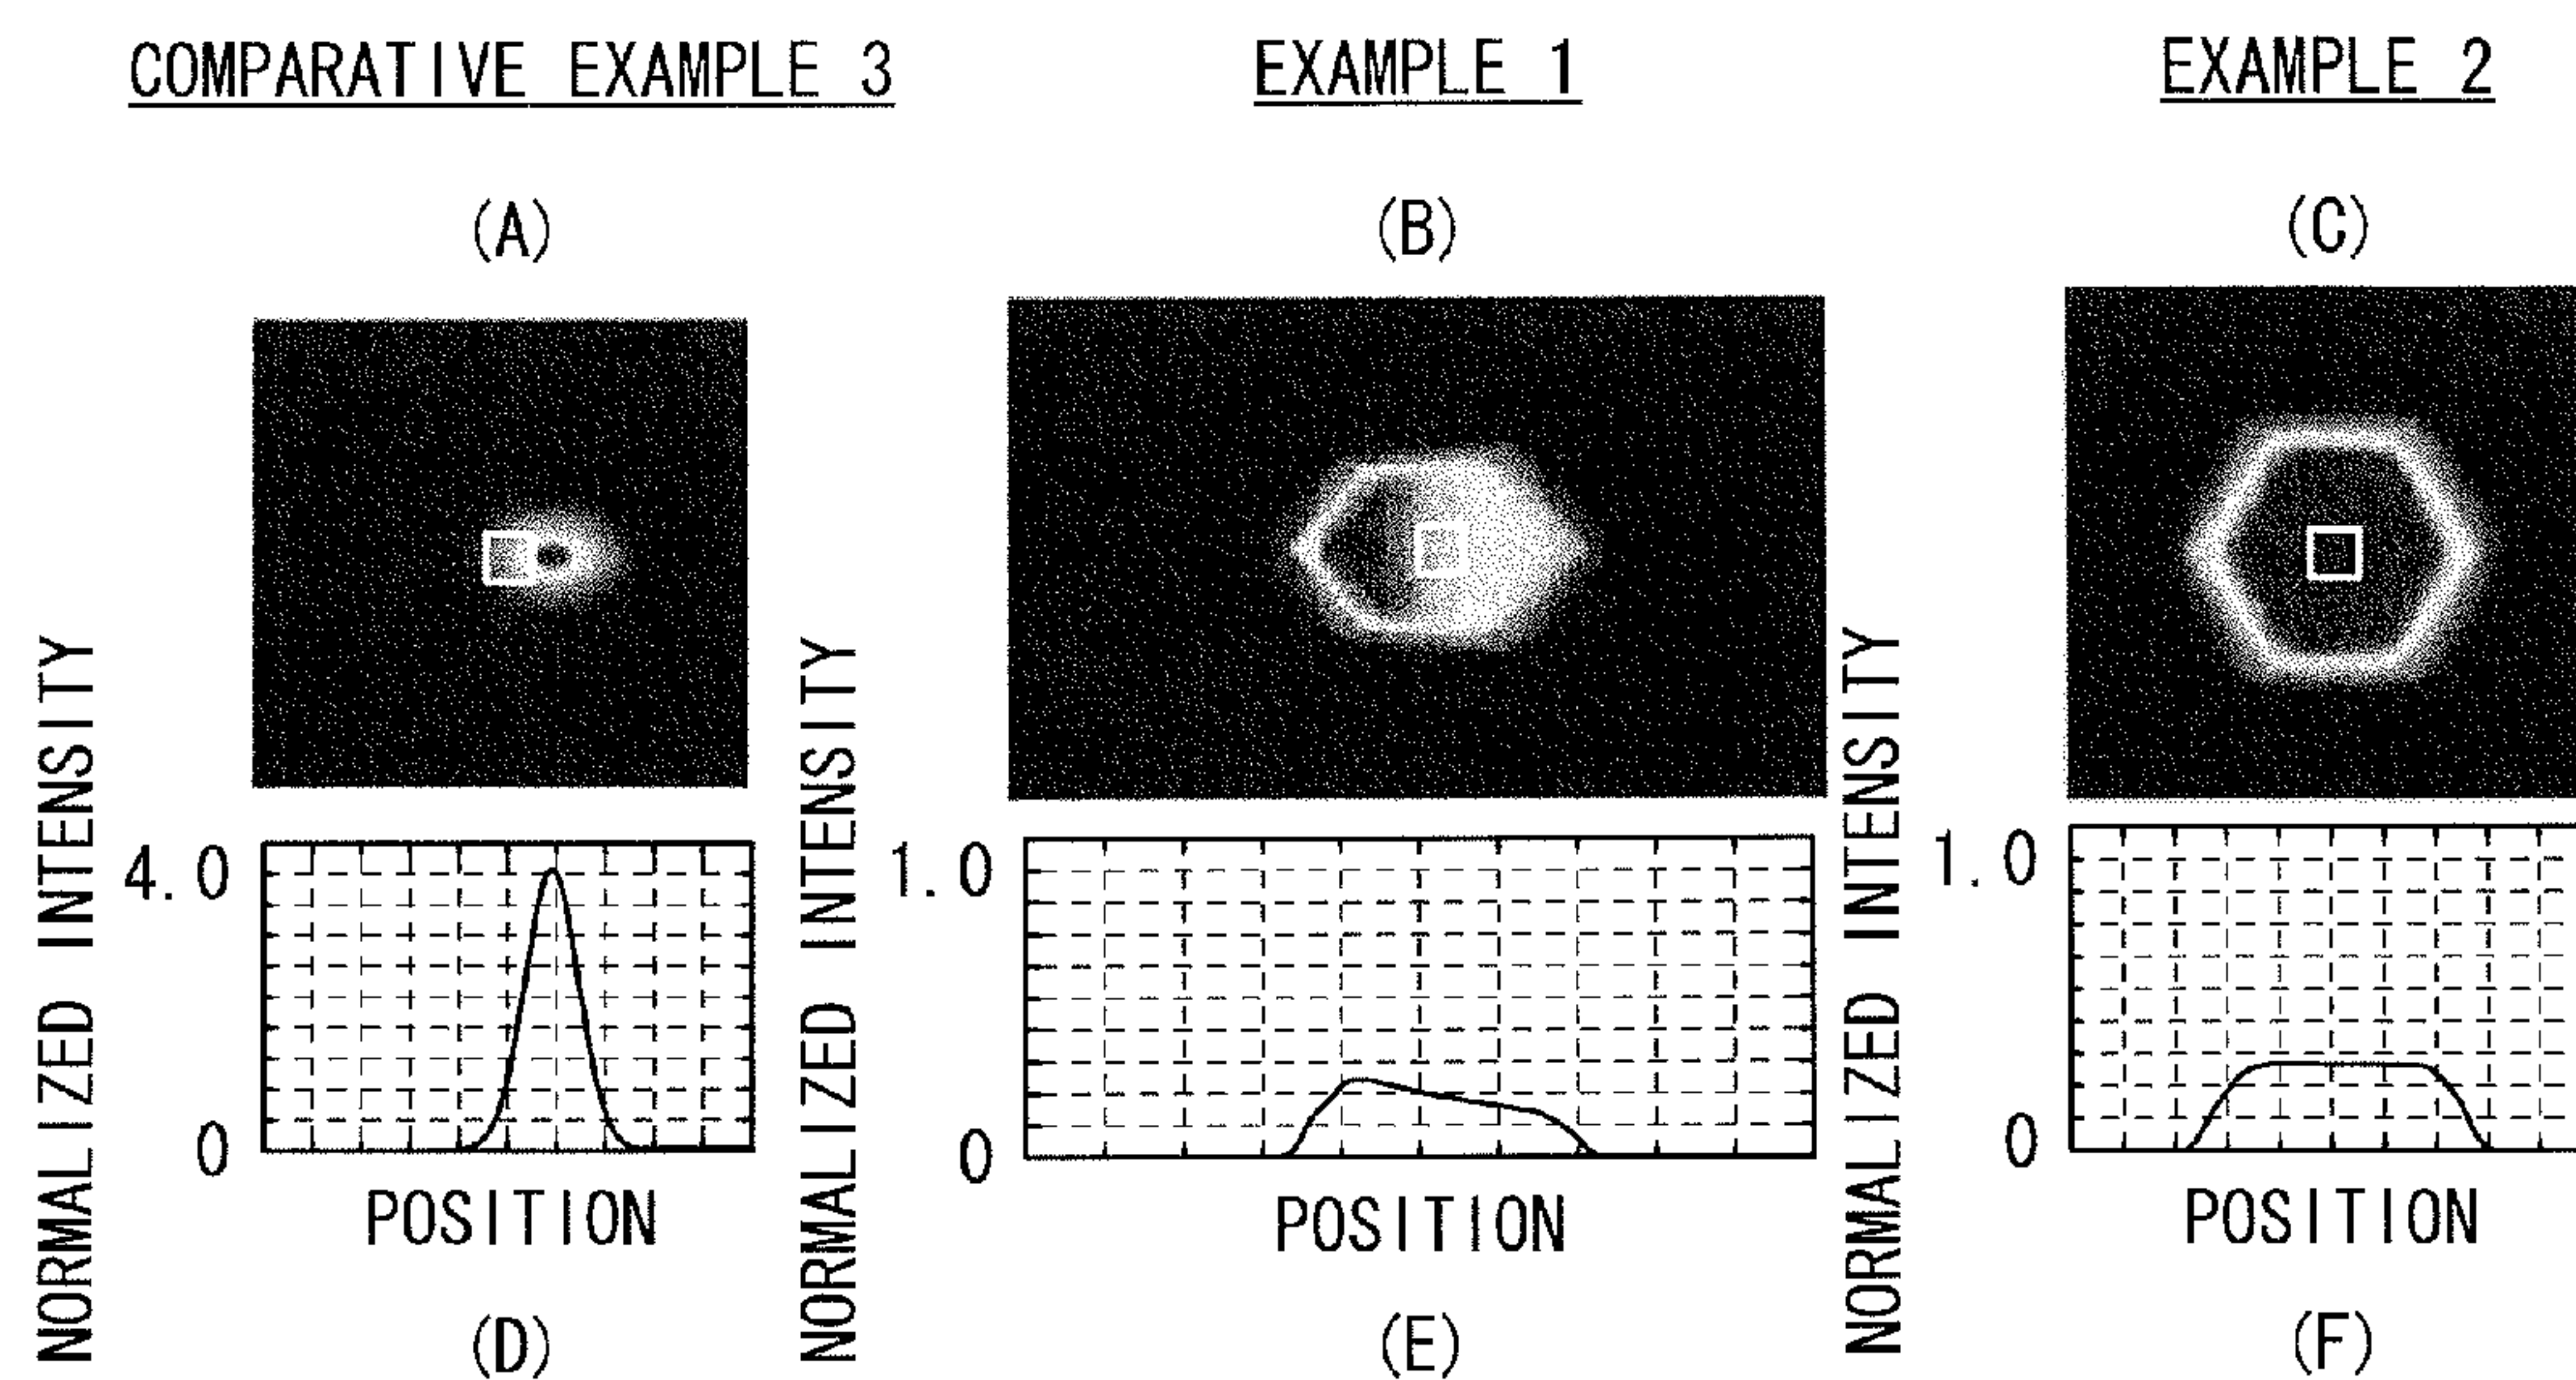 COMPARATIVE EXAMPLE 3
EXAMPLE 1
EXAMPLE 2
(A)
(B)
(C)
NORMALIZED INTENSITY
4.0
0
POSITION
(D)
NORMALIZED INTENSITY
1.0
0
POSITION
(E)
NORMALIZED INTENSITY
1.0
0
POSITION
(F)